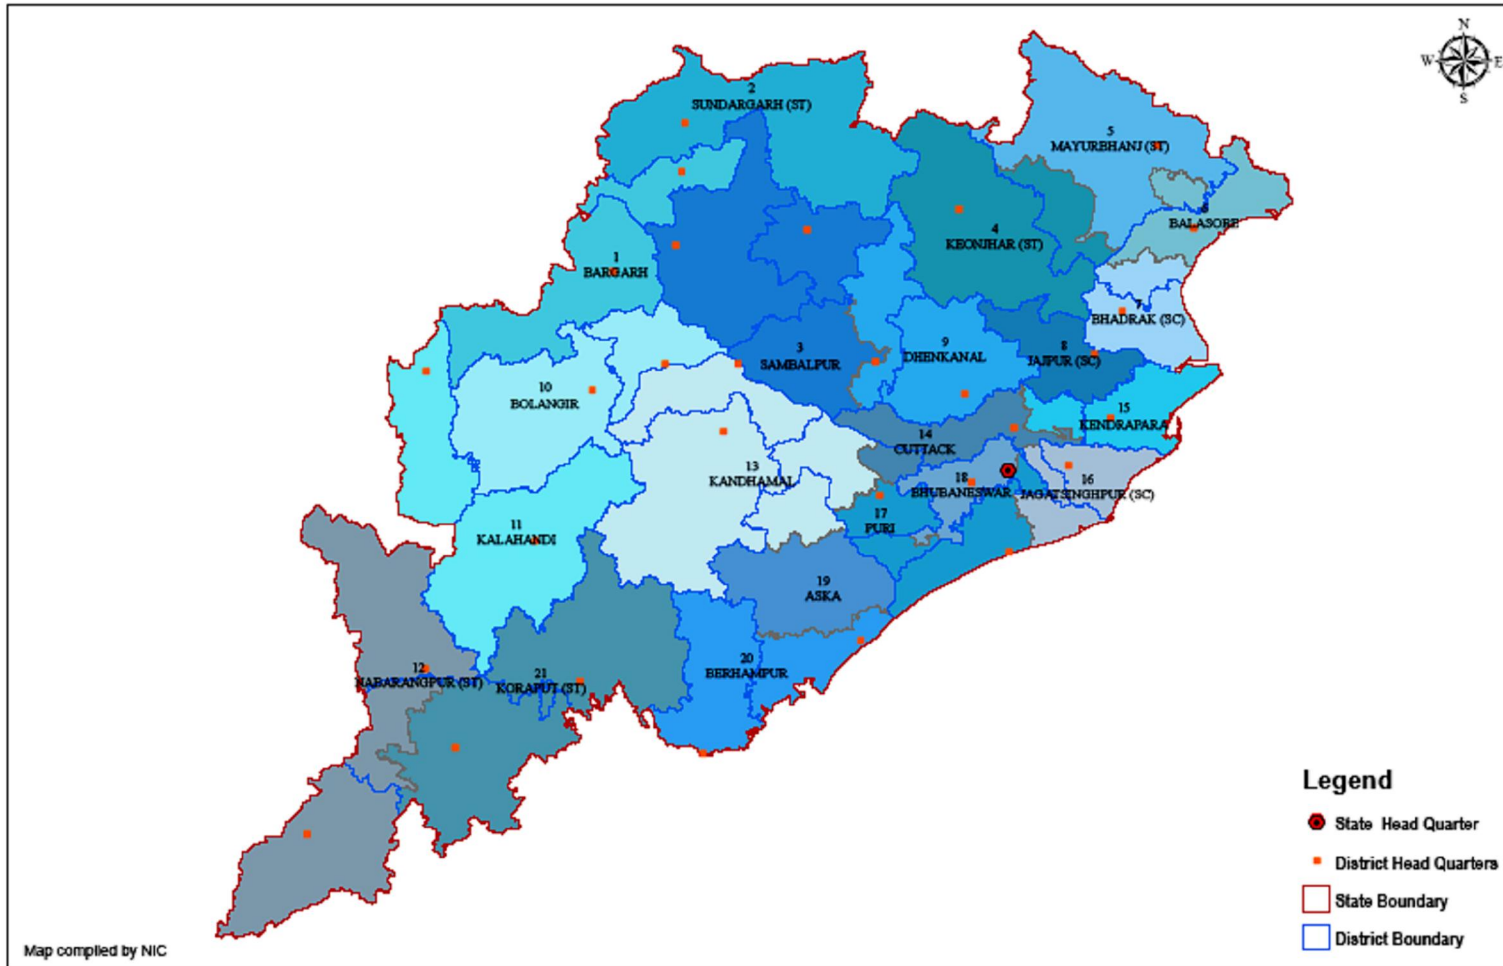 N
W
E
S
2
SUNDARGARH (ST)
5
MAYURBHANJ (ST)
6
BALASORE
4
KEONJHAR (ST)
1
BARGARH
7
BHADRAK (SC)
3
SAMBALPUR
9
DHENKANAL
8
JAJPUR (SC)
10
BOLANGIR
15
KENDRAPARA
14
CUTTACK
13
KANDHAMAL
18
BHUBANESWAR
16
JAGATSINGHPUR (SC)
17
PURI
11
KALAHANDI
19
ASKA
12
NABARANGPUR (ST)
21
KORAPUT (ST)
20
BERHAMPUR
Legend
State Head Quarter
District Head Quarters
State Boundary
District Boundary
Map compiled by NIC